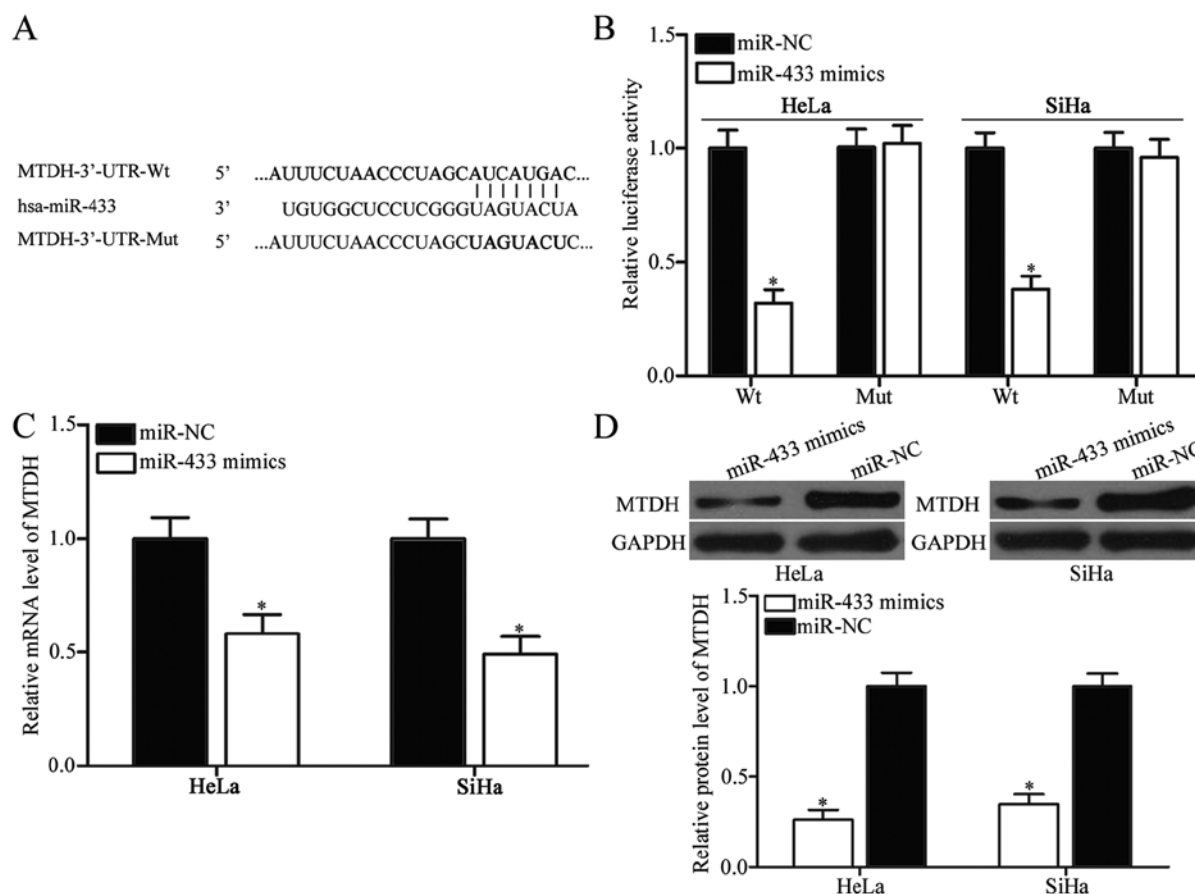 A
MTDH-3’-UTR-Wt 5’ ...AUUUCUAACCCUAGCAUCAUGAC...
hsa-miR-433 3’ UGUGGCUCCUCGGGUAGUACUA
MTDH-3’-UTR-Mut 5’ ...AUUUCUAACCCUAGCUAGUACUC...
B
miR-NC
miR-433 mimics
HeLa SiHa
Relative luciferase activity
1.5
1.0
0.5
0.0
*
*
Wt Mut Wt Mut
C
miR-NC
miR-433 mimics
Relative mRNA level of MTDH
1.5
1.0
0.5
0.0
*
*
HeLa SiHa
D
miR-433 mimics miR-NC
MTDH
GAPDH
HeLa
miR-433 mimics miR-NC
MTDH
GAPDH
SiHa
miR-433 mimics
miR-NC
Relative protein level of MTDH
1.5
1.0
0.5
0.0
*
*
HeLa SiHa